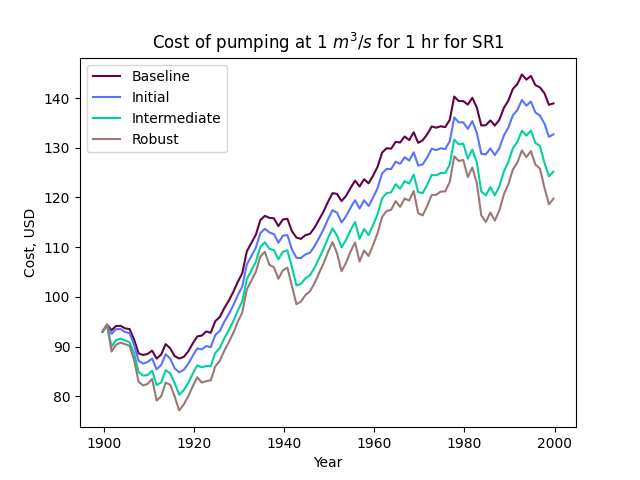 Cost of pumping at 1 m³/s for 1 hr for SR1
Baseline
Initial
Intermediate
Robust
Cost, USD
140
130
120
110
100
90
80
1900 1920 1940 1960 1980 2000
Year